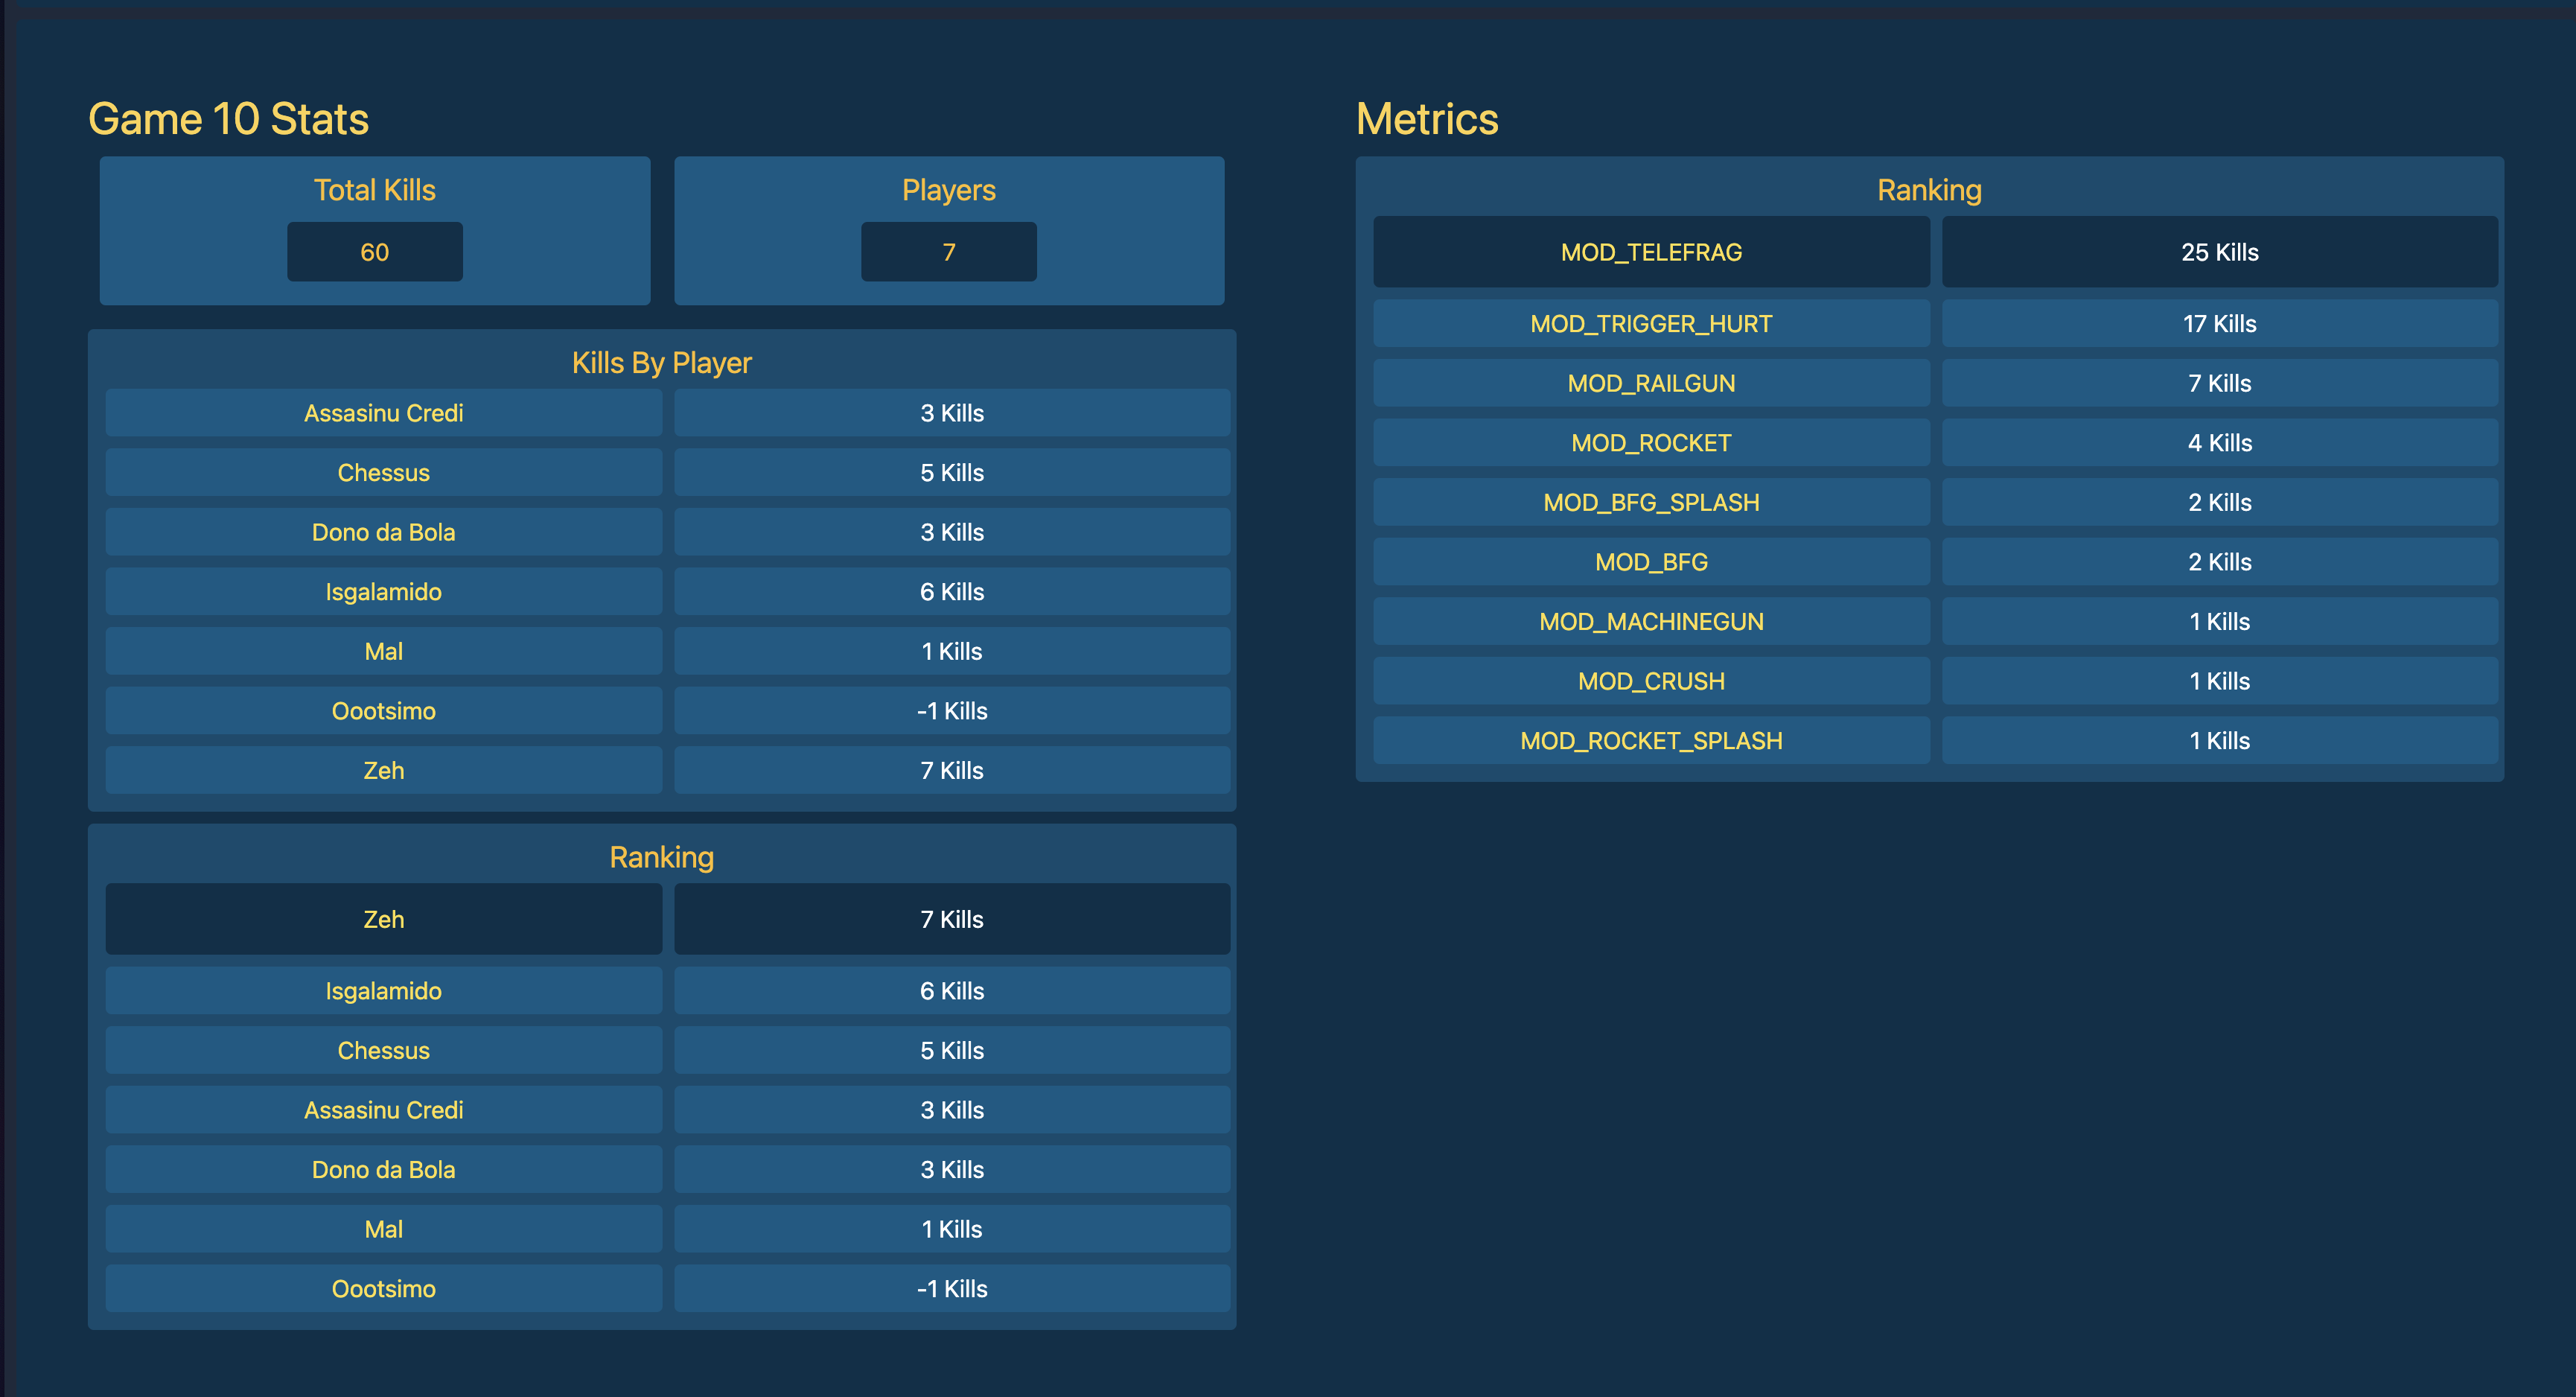 Game 10 Stats
Total Kills
60
Players
7
Kills By Player
Assasinu Credi 3 Kills
Chessus 5 Kills
Dono da Bola 3 Kills
Isgalamido 6 Kills
Mal 1 Kills
Oootsimo -1 Kills
Zeh 7 Kills
Ranking
Zeh 7 Kills
Isgalamido 6 Kills
Chessus 5 Kills
Assasinu Credi 3 Kills
Dono da Bola 3 Kills
Mal 1 Kills
Oootsimo -1 Kills
Metrics
Ranking
MOD_TELEFRAG 25 Kills
MOD_TRIGGER_HURT 17 Kills
MOD_RAILGUN 7 Kills
MOD_ROCKET 4 Kills
MOD_BFG_SPLASH 2 Kills
MOD_BFG 2 Kills
MOD_MACHINEGUN 1 Kills
MOD_CRUSH 1 Kills
MOD_ROCKET_SPLASH 1 Kills